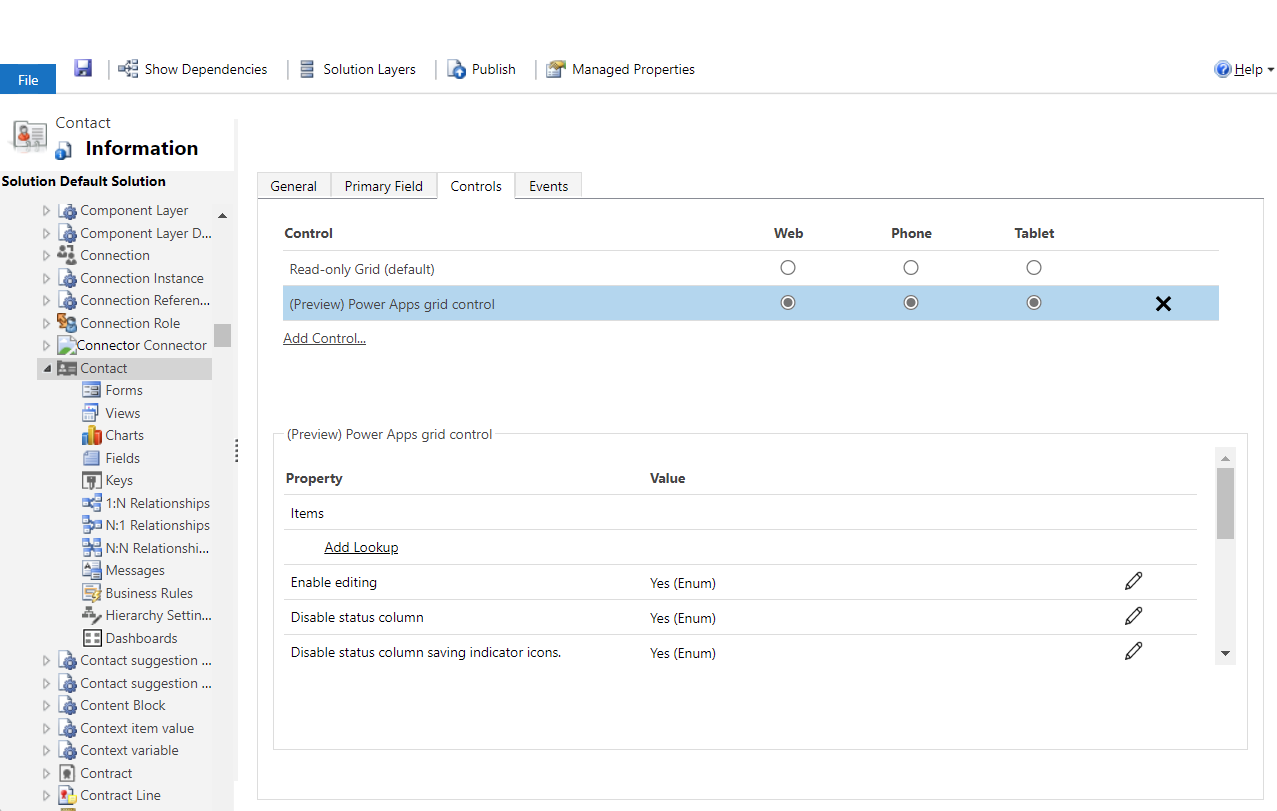 File
Show Dependencies
Solution Layers
Publish
Managed Properties
Help
Contact
Information
Solution Default Solution
Component Layer
Component Layer D...
Connection
Connection Instance
Connection Referen...
Connection Role
Connector Connector
Contact
Forms
Views
Charts
Fields
Keys
1:N Relationships
N:1 Relationships
N:N Relationshi...
Messages
Business Rules
Hierarchy Settin...
Dashboards
Contact suggestion ...
Contact suggestion ...
Content Block
Context item value
Context variable
Contract
Contract Line
General Primary Field Controls Events
Control Web Phone Tablet
Read-only Grid (default)
(Preview) Power Apps grid control
Add Control...
(Preview) Power Apps grid control
Property Value
Items
Add Lookup
Enable editing Yes (Enum)
Disable status column Yes (Enum)
Disable status column saving indicator icons. Yes (Enum)